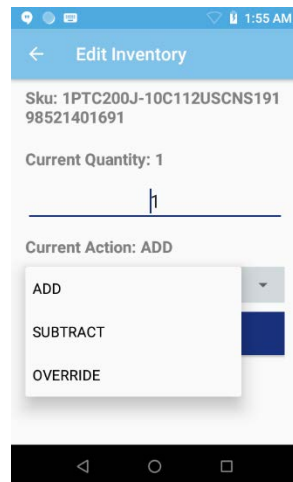 1:55 AM
Edit Inventory
Sku: 1PTC200J-10C112USCNS191
98521401691
Current Quantity: 1
1
Current Action: ADD
ADD
SUBTRACT
OVERRIDE